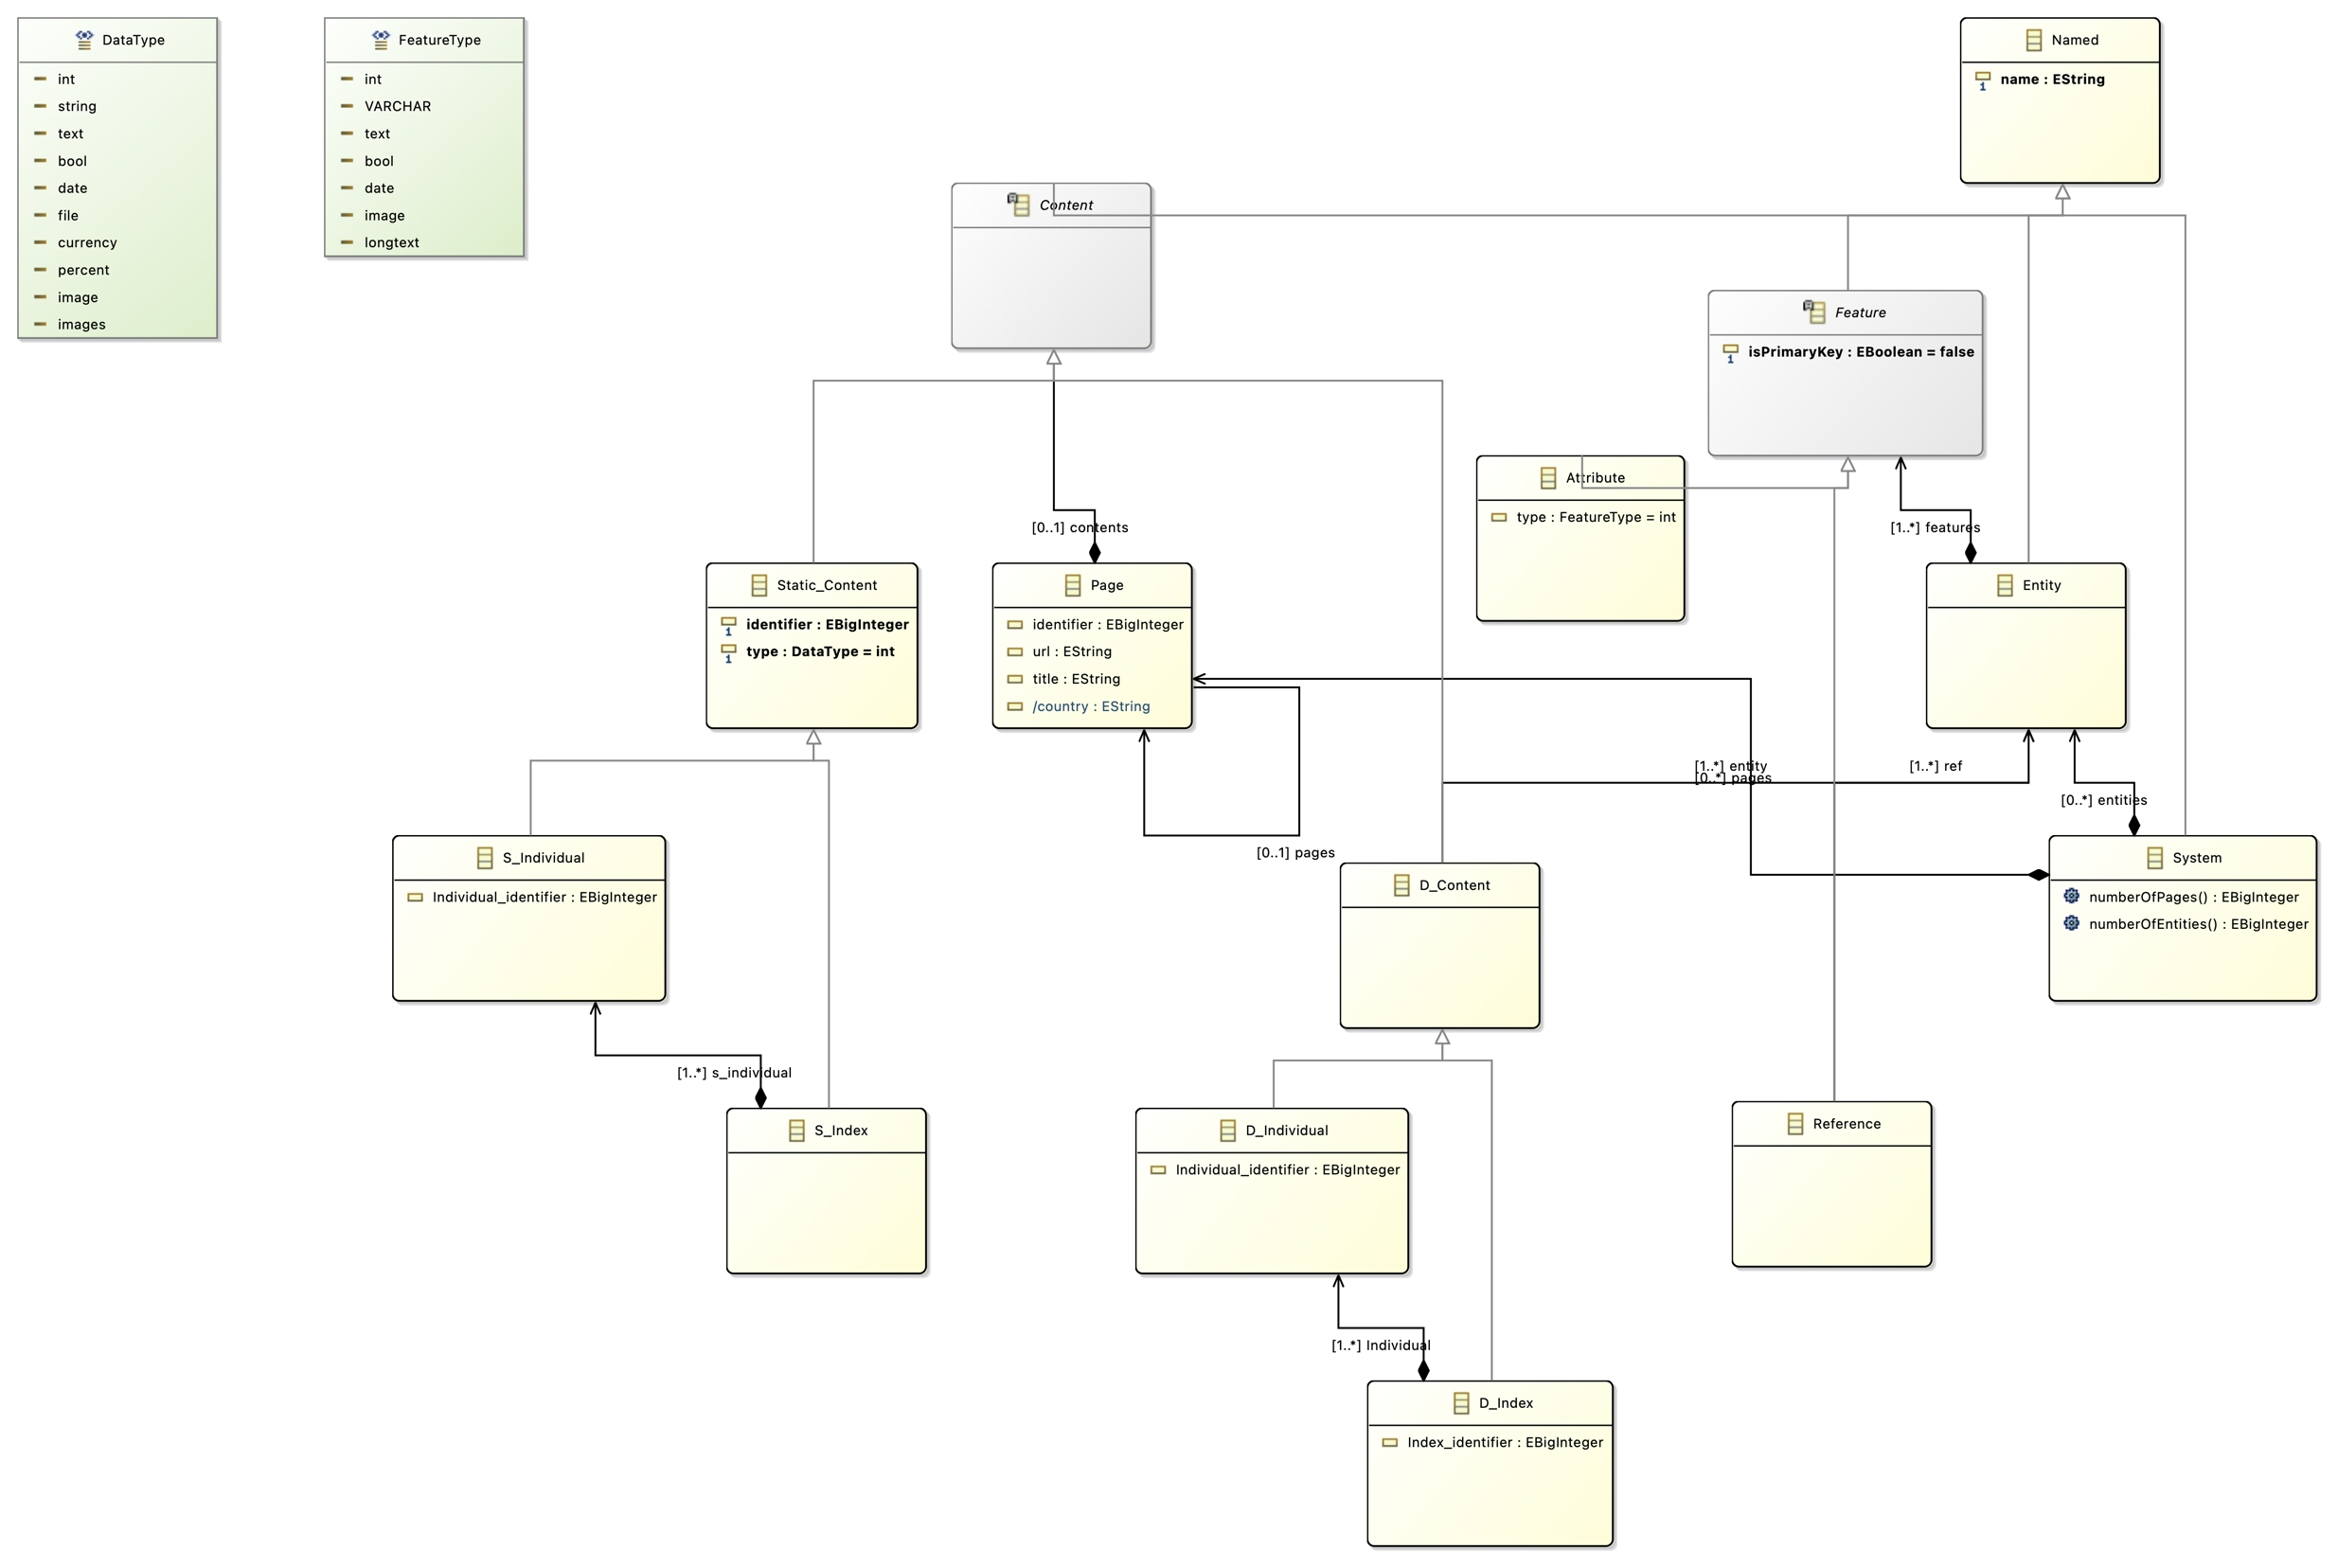 DataType
int
string
text
bool
date
file
currency
percent
image
images
FeatureType
int
VARCHAR
text
bool
date
image
longtext
Named
name : EString
Content
Feature
isPrimaryKey : EBoolean = false
Attribute
type : FeatureType = int
[0..1] contents
[1..*] features
Static_Content
identifier : EBigInteger
type : DataType = int
Page
identifier : EBigInteger
url : EString
title : EString
/country : EString
Entity
[1..*] entity
[0..*] pages
[1..*] ref
[0..*] entities
[0..1] pages
S_Individual
Individual_identifier : EBigInteger
D_Content
System
numberOfPages() : EBigInteger
numberOfEntities() : EBigInteger
[1..*] s_individual
S_Index
D_Individual
Individual_identifier : EBigInteger
Reference
[1..*] Individual
D_Index
Index_identifier : EBigInteger